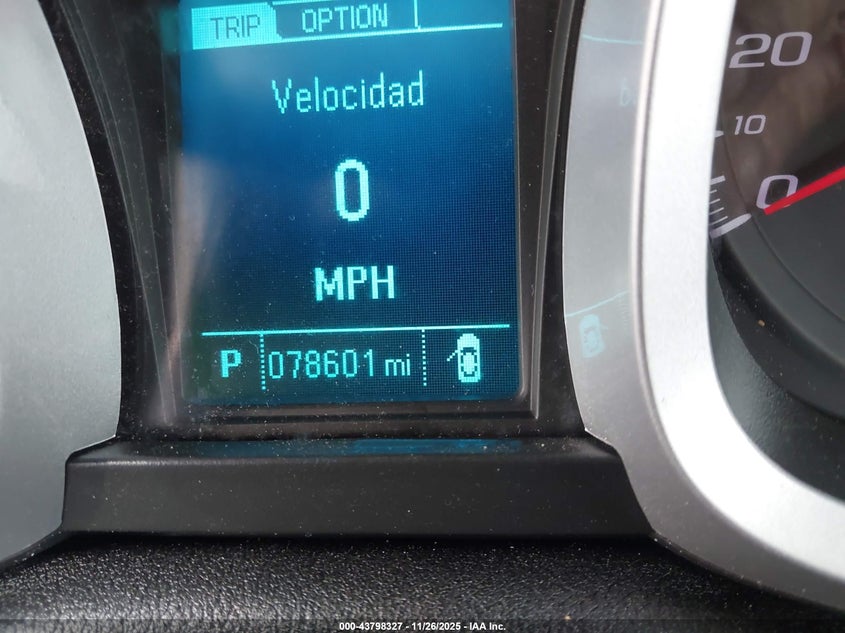 TRIP OPTION
Velocidad
0
MPH
P 078601 mi
20
10
0
000-43798327 - 11/26/2025 - IAA Inc.